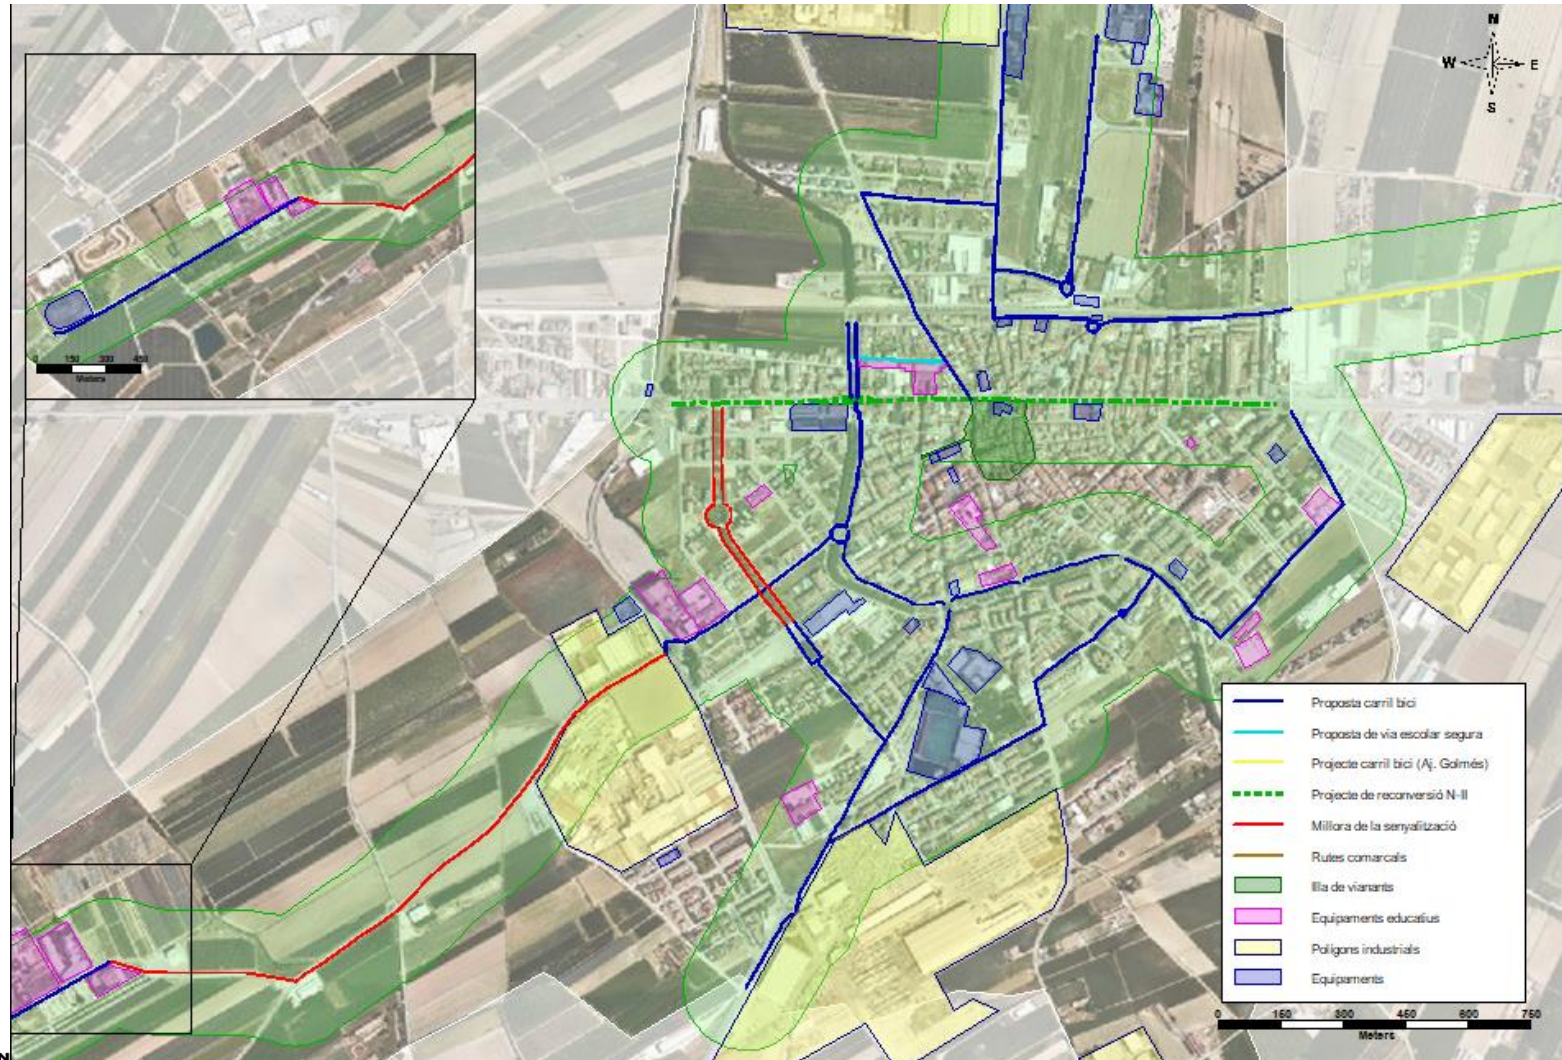 N
W E
S
0 150 300 450
Meters
Proposta carril bici
Proposta de via escolar segura
Projecte carril bici (Aj. Golmés)
Projecte de reconversió N-II
Millora de la senyalització
Rutes comarcals
Illa de vianants
Equipaments educatius
Polígons industrials
Equipaments
0 150 300 450 600 750
Meters
N